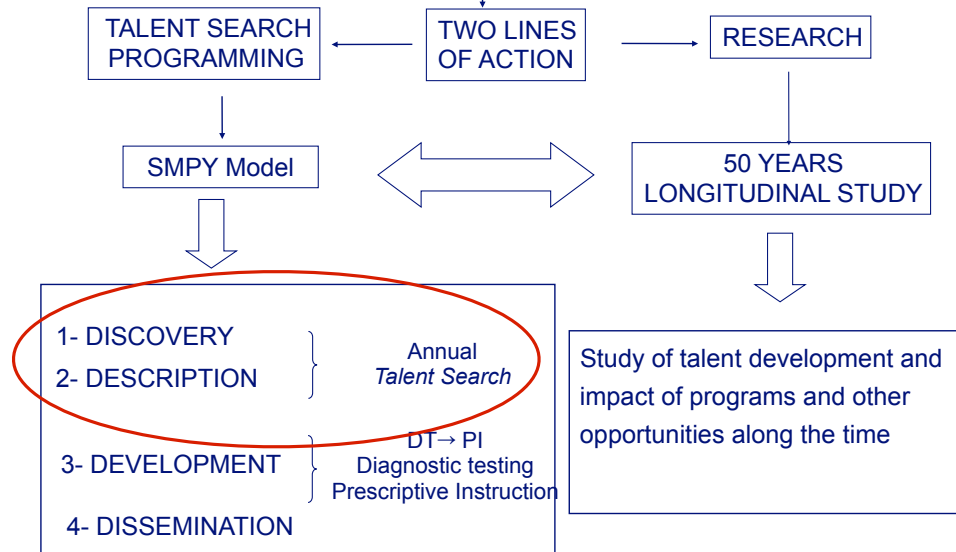 TALENT SEARCH
PROGRAMMING
TWO LINES
OF ACTION
RESEARCH
SMPY Model
50 YEARS
LONGITUDINAL STUDY
1- DISCOVERY
2- DESCRIPTION
Annual
Talent Search
3- DEVELOPMENT
DT→ PI
Diagnostic testing
Prescriptive Instruction
4- DISSEMINATION
Study of talent development and
impact of programs and other
opportunities along the time